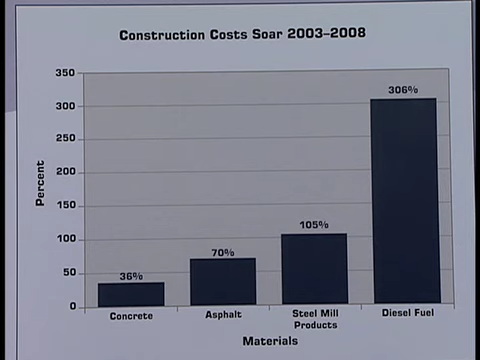 Construction Costs Soar 2003–2008
350
300
250
200
150
100
50
0
Percent
36%
70%
105%
306%
Concrete
Asphalt
Steel Mill
Products
Diesel Fuel
Materials